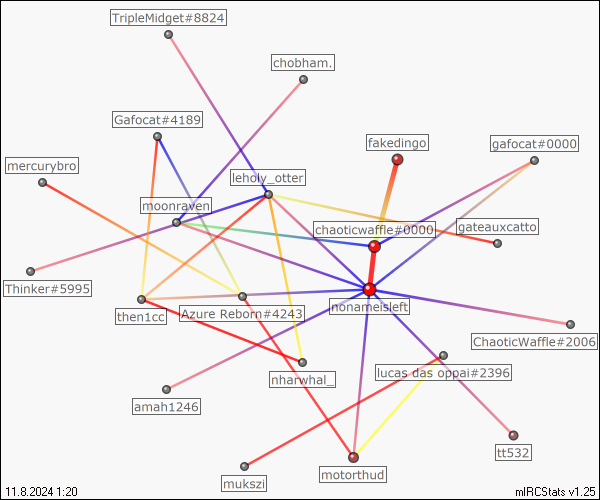 TripleMidget#8824
chobham.
Gafocat#4189
fakedingo
gafocat#0000
mercurybro
leholy_otter
moonraven
chaoticwaffle#0000
gateauxcatto
Thinker#5995
then1cc
Azure Reborn#4243
nonameisleft
ChaoticWaffle#2006
lucas das oppai#2396
nharwhal_
amah1246
tt532
motorthud
mukszi
11.8.2024 1:20
mIRCStats v1.25